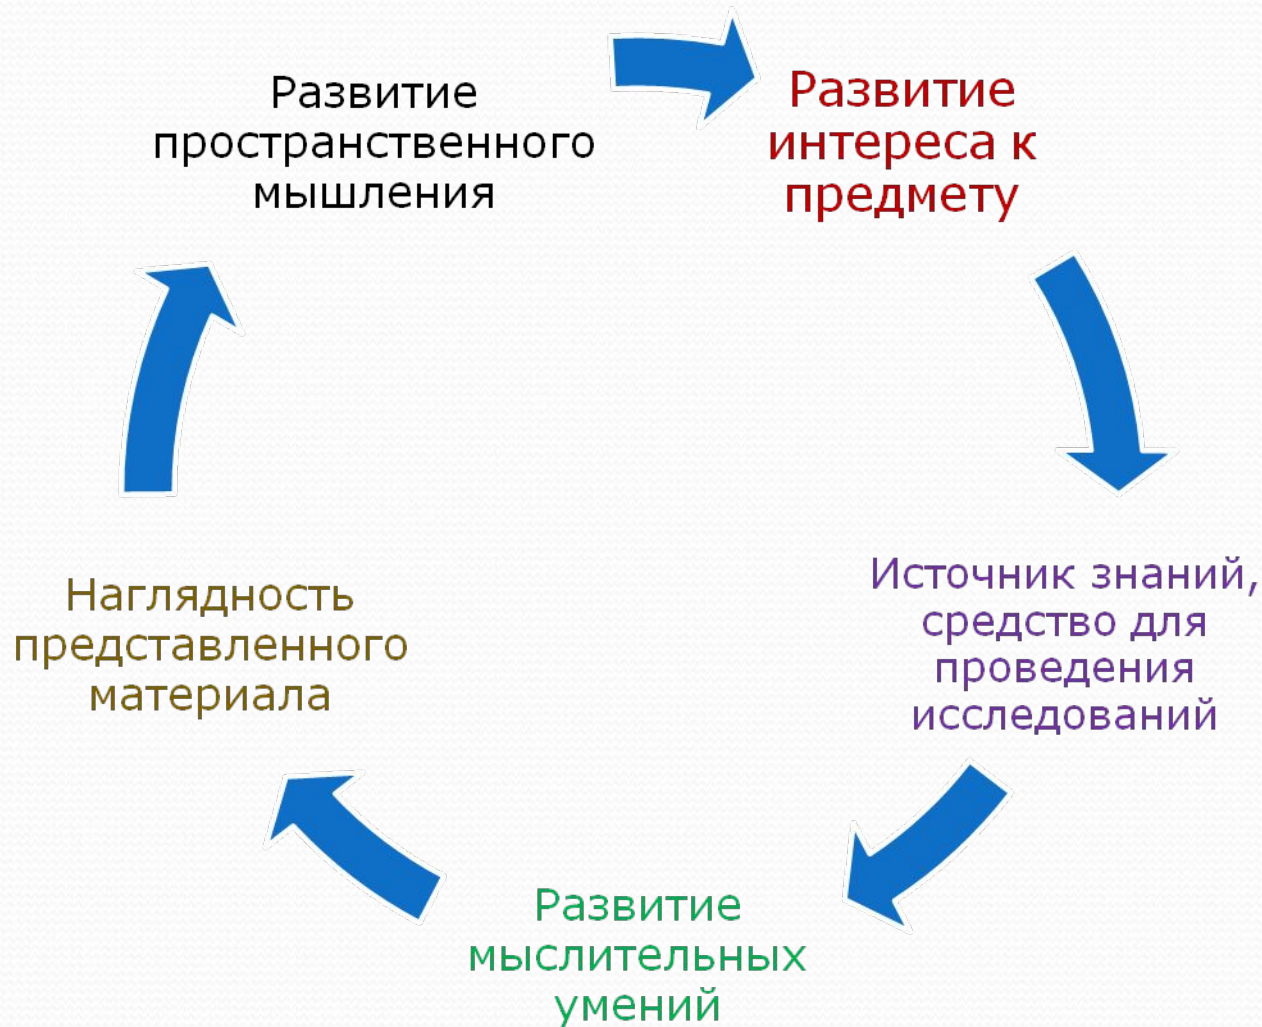 Развитие
пространственного
мышления
Развитие
интереса к
предмету
Источник знаний,
средство для
проведения
исследований
Развитие
мыслительных
умений
Наглядность
представленного
материала